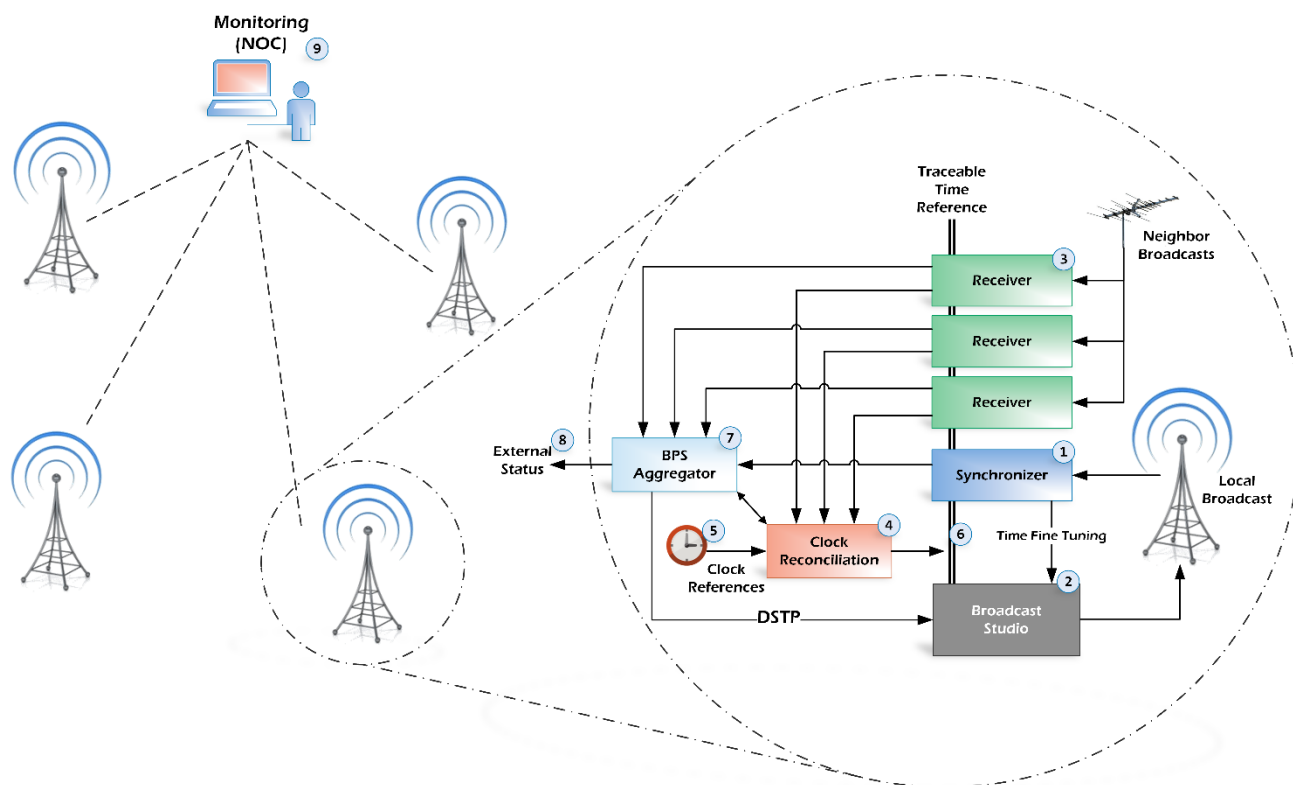 Monitoring
(NOC)
9
Traceable
Time
Reference
Neighbor
Broadcasts
3
Receiver
Receiver
Receiver
8
External
Status
7
BPS
Aggregator
1
Synchronizer
Local
Broadcast
5
Clock
References
4
Clock
Reconciliation
6
Time Fine Tuning
2
Broadcast
Studio
DSTP